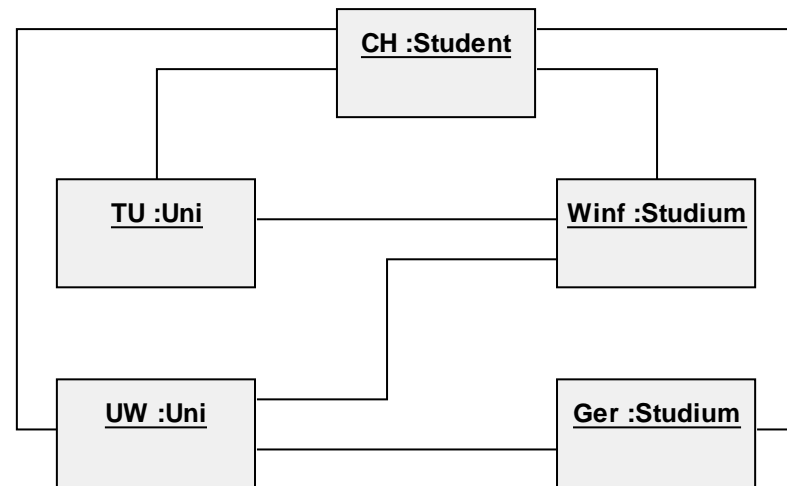 CH :Student
TU :Uni
Winf :Studium
UW :Uni
Ger :Studium